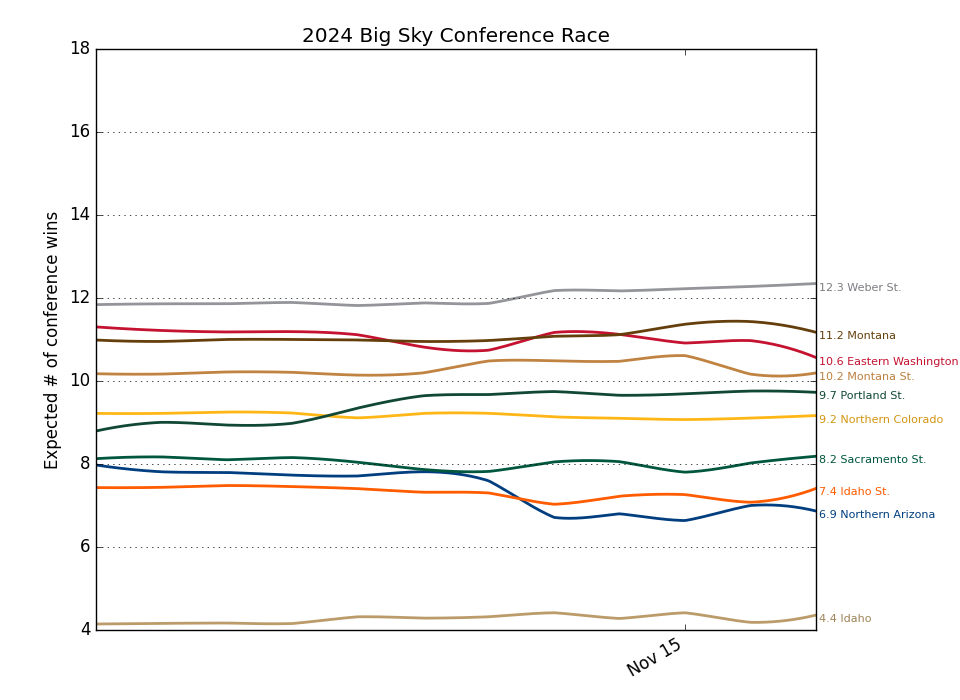 2024 Big Sky Conference Race
Expected # of conference wins
18
16
14
12
10
8
6
4
Nov 15
12.3 Weber St.
11.2 Montana
10.6 Eastern Washington
10.2 Montana St.
9.7 Portland St.
9.2 Northern Colorado
8.2 Sacramento St.
7.4 Idaho St.
6.9 Northern Arizona
4.4 Idaho